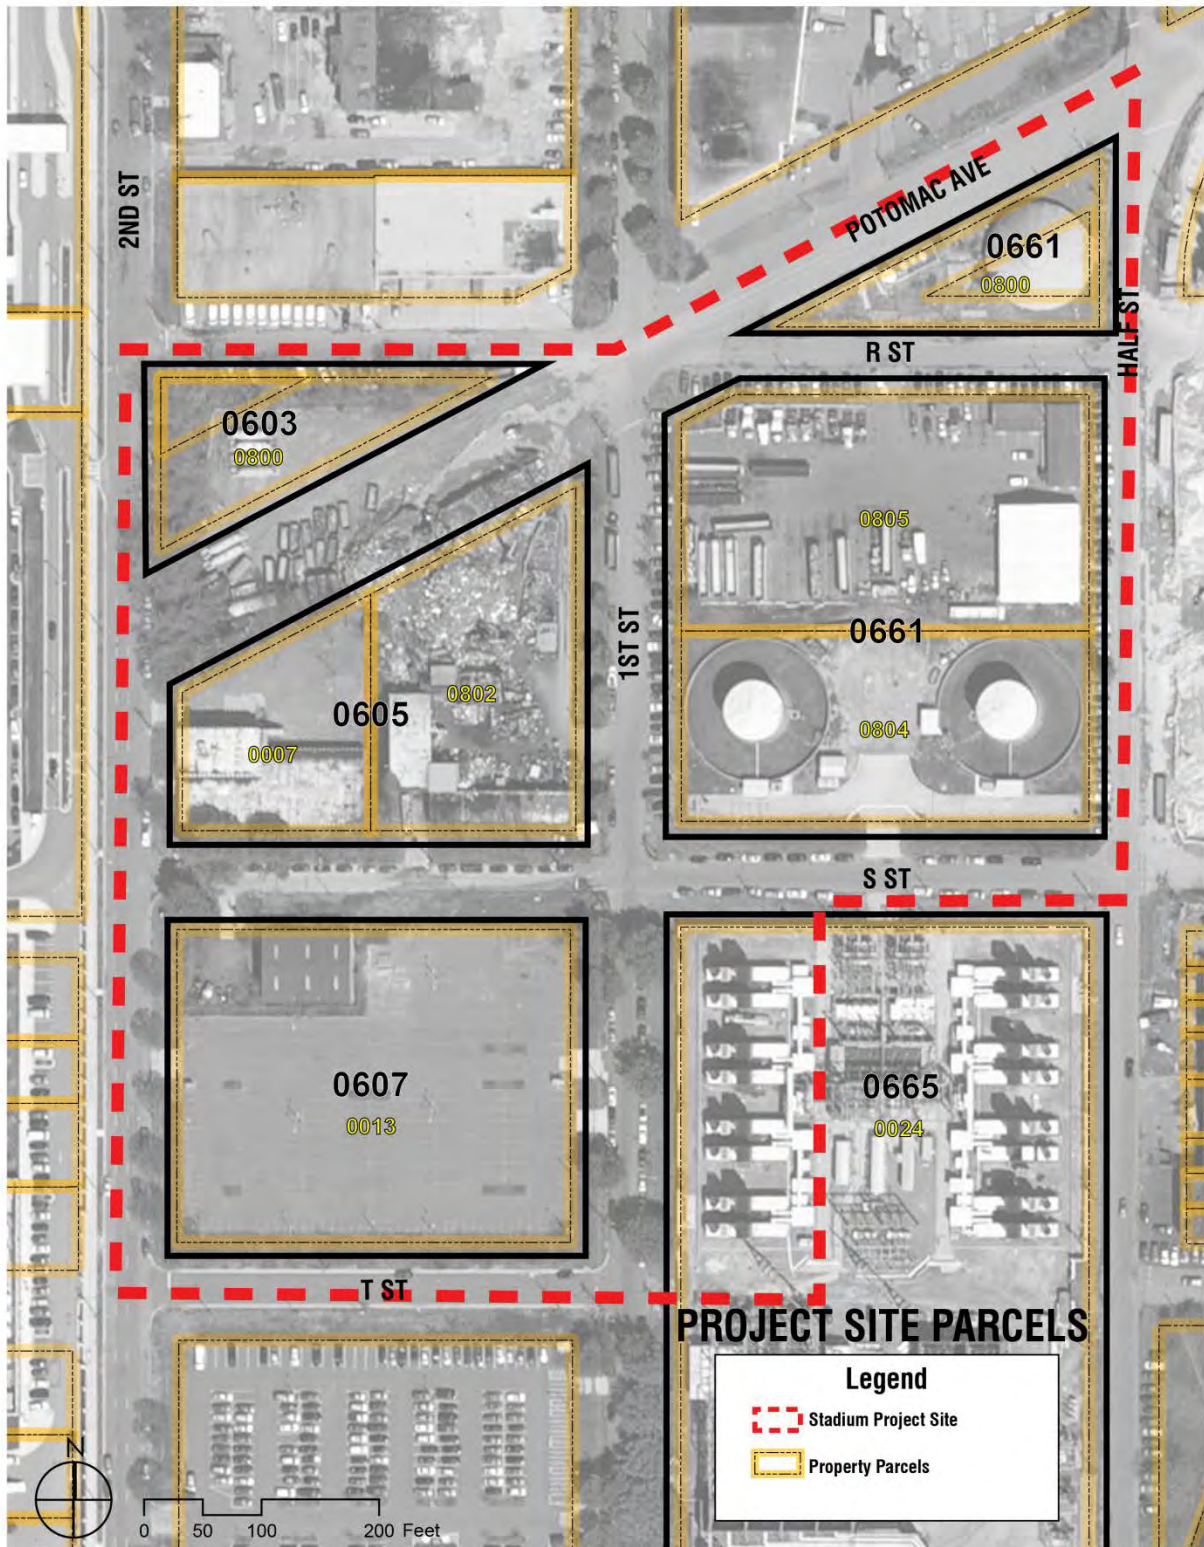 2ND ST
POTOMAC AVE
0661
0800
HALF ST
R ST
0603
0800
0805
1ST ST
0661
0802
0605
0007
0804
S ST
0607
0013
0665
0024
T ST
PROJECT SITE PARCELS
Legend
Stadium Project Site
Property Parcels
N
0 50 100 200 Feet